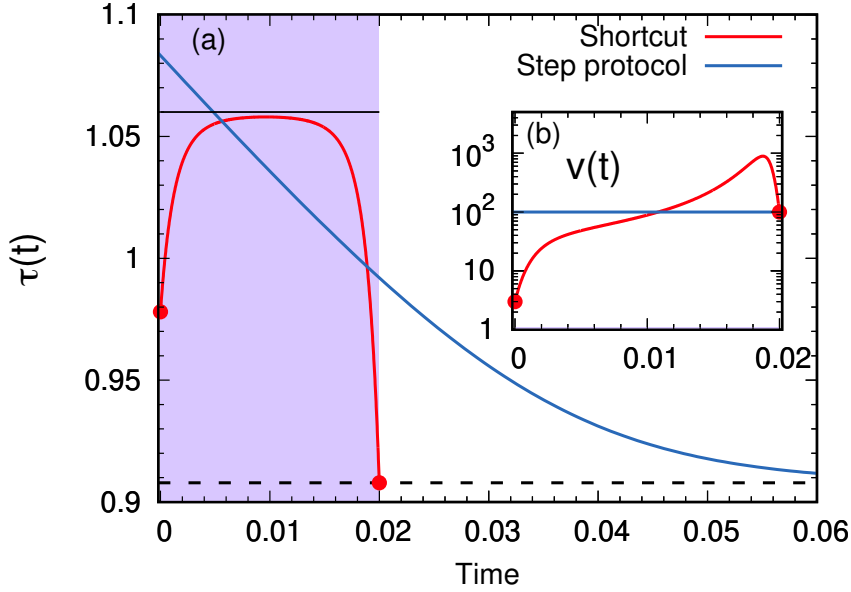 1.1
(a)
Shortcut
Step protocol
1.05
(b)
v(t)
10³
10²
10
1
0 0.01 0.02
τ(t)
1
0.95
0.9
0 0.01 0.02 0.03 0.04 0.05 0.06
Time